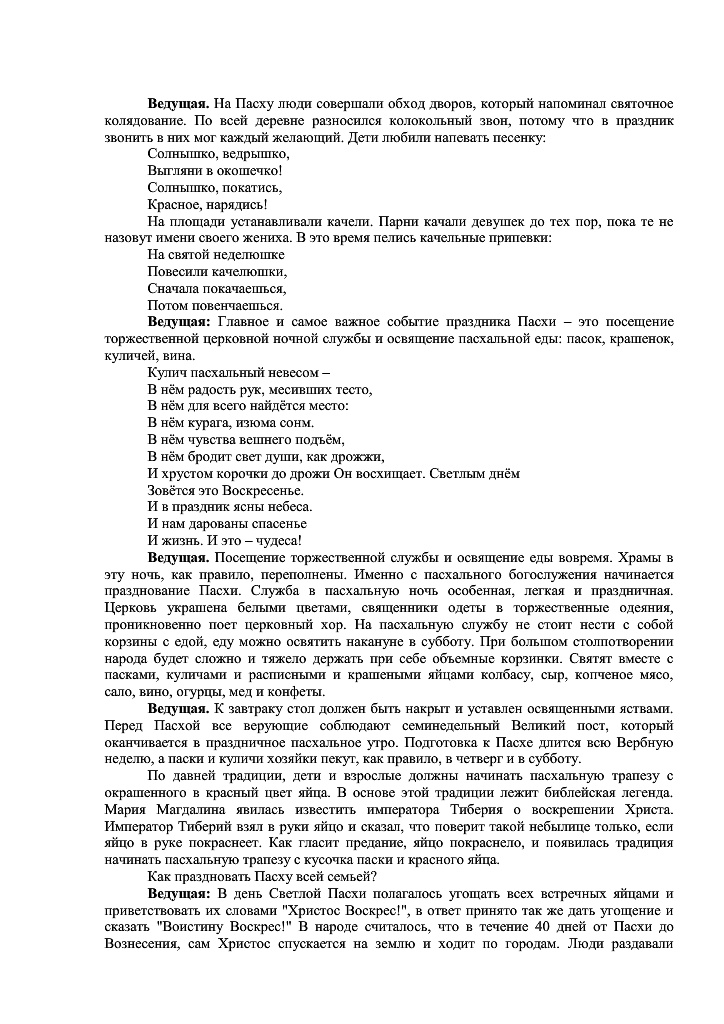 Ведущая. На Пасху люди совершали обход дворов, который напоминал святочное
колядование. По всей деревне разносился колокольный звон, потому что в праздник
звонить в них мог каждый желающий. Дети любили напевать песенку:
Солнышко, ведрышко,
Выгляни в окошечко!
Солнышко, покатись,
Красное, нарядись!
На площади устанавливали качели. Парни качали девушек до тех пор, пока те не
назовут имени своего жениха. В это время пелись качельные припевки:
На святой неделюшке
Повесили качелюшки,
Сначала покачаешься,
Потом повенчаешься.
Ведущая: Главное и самое важное событие праздника Пасхи – это посещение
торжественной церковной ночной службы и освящение пасхальной еды: пасок, крашенок,
куличей, вина.
Кулич пасхальный невесом –
В нём радость рук, месивших тесто,
В нём для всего найдётся место:
В нём курага, изюма сонм.
В нём чувства вешнего подъём,
В нём бродит свет души, как дрожжи,
И хрустом корочки до дрожи Он восхищает. Светлым днём
Зовётся это Воскресенье.
И в праздник ясны небеса.
И нам дарованы спасенье
И жизнь. И это – чудеса!
Ведущая. Посещение торжественной службы и освящение еды вовремя. Храмы в
эту ночь, как правило, переполнены. Именно с пасхального богослужения начинается
празднование Пасхи. Служба в пасхальную ночь особенная, легкая и праздничная.
Церковь украшена белыми цветами, священники одеты в торжественные одеяния,
проникновенно поет церковный хор. На пасхальную службу не стоит нести с собой
корзины с едой, еду можно освятить накануне в субботу. При большом столпотворении
народа будет сложно и тяжело держать при себе объемные корзинки. Святят вместе с
пасками, куличами и расписными и крашеными яйцами колбасу, сыр, копченое мясо,
сало, вино, огурцы, мед и конфеты.
Ведущая. К завтраку стол должен быть накрыт и уставлен освященными яствами.
Перед Пасхой все верующие соблюдают семинедельный Великий пост, который
оканчивается в праздничное пасхальное утро. Подготовка к Пасхе длится всю Вербную
неделю, а паски и куличи хозяйки пекут, как правило, в четверг и в субботу.
По давней традиции, дети и взрослые должны начинать пасхальную трапезу с
окрашенного в красный цвет яйца. В основе этой традиции лежит библейская легенда.
Мария Магдалина явилась известить императора Тиберия о воскрешении Христа.
Император Тиберий взял в руки яйцо и сказал, что поверит такой небылице только, если
яйцо в руке покраснеет. Как гласит предание, яйцо покраснело, и появилась традиция
начинать пасхальную трапезу с кусочка паски и красного яйца.
Как праздновать Пасху всей семьей?
Ведущая: В день Светлой Пасхи полагалось угощать всех встречных яйцами и
приветствовать их словами "Христос Воскрес!", в ответ принято так же дать угощение и
сказать "Воистину Воскрес!" В народе считалось, что в течение 40 дней от Пасхи до
Вознесения, сам Христос спускается на землю и ходит по городам. Люди раздавали